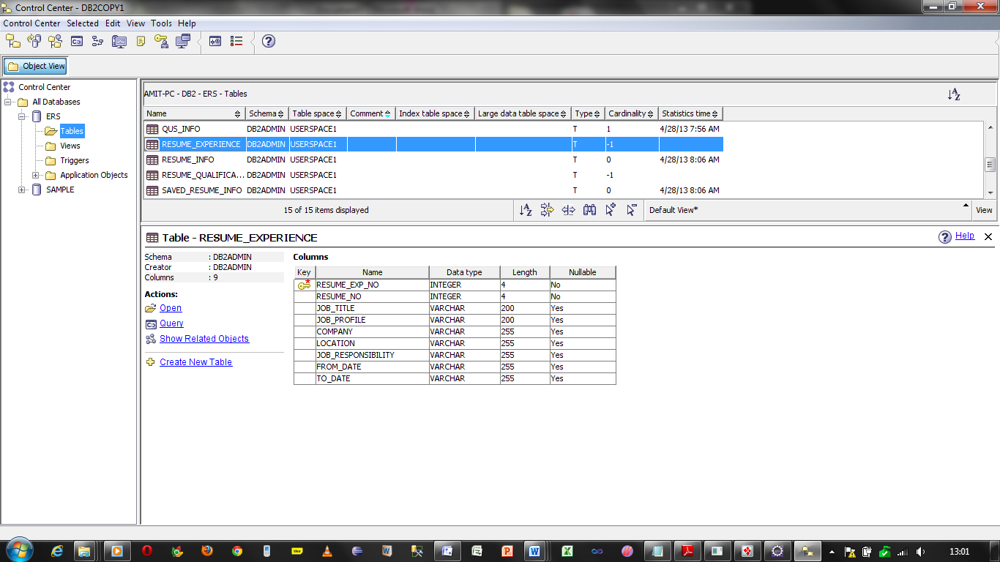 Control Center - DB2COPY1
Control Center Selected Edit View Tools Help
Object View
Control Center
All Databases
ERS
Tables
Views
Triggers
Application Objects
SAMPLE
AMIT-PC - DB2 - ERS - Tables
Name Schema Table space Comment Index table space Large data table space Type Cardinality Statistics time
QUS_INFO DB2ADMIN USERSPACE1 T 1 4/28/13 7:56 AM
RESUME_EXPERIENCE DB2ADMIN USERSPACE1 T -1
RESUME_INFO DB2ADMIN USERSPACE1 T 0 4/28/13 8:06 AM
RESUME_QUALIFICA... DB2ADMIN USERSPACE1 T -1
SAVED_RESUME_INFO DB2ADMIN USERSPACE1 T 0 4/28/13 8:06 AM
15 of 15 items displayed Default View* View
Table - RESUME_EXPERIENCE Help
Schema : DB2ADMIN
Creator : DB2ADMIN
Columns : 9
Actions:
Open
Query
Show Related Objects
Create New Table
Columns
Key Name Data type Length Nullable
RESUME_EXP_NO INTEGER 4 No
RESUME_NO INTEGER 4 No
JOB_TITLE VARCHAR 200 Yes
JOB_PROFILE VARCHAR 200 Yes
COMPANY VARCHAR 255 Yes
LOCATION VARCHAR 255 Yes
JOB_RESPONSIBILITY VARCHAR 255 Yes
FROM_DATE VARCHAR 255 Yes
TO_DATE VARCHAR 255 Yes
13:01